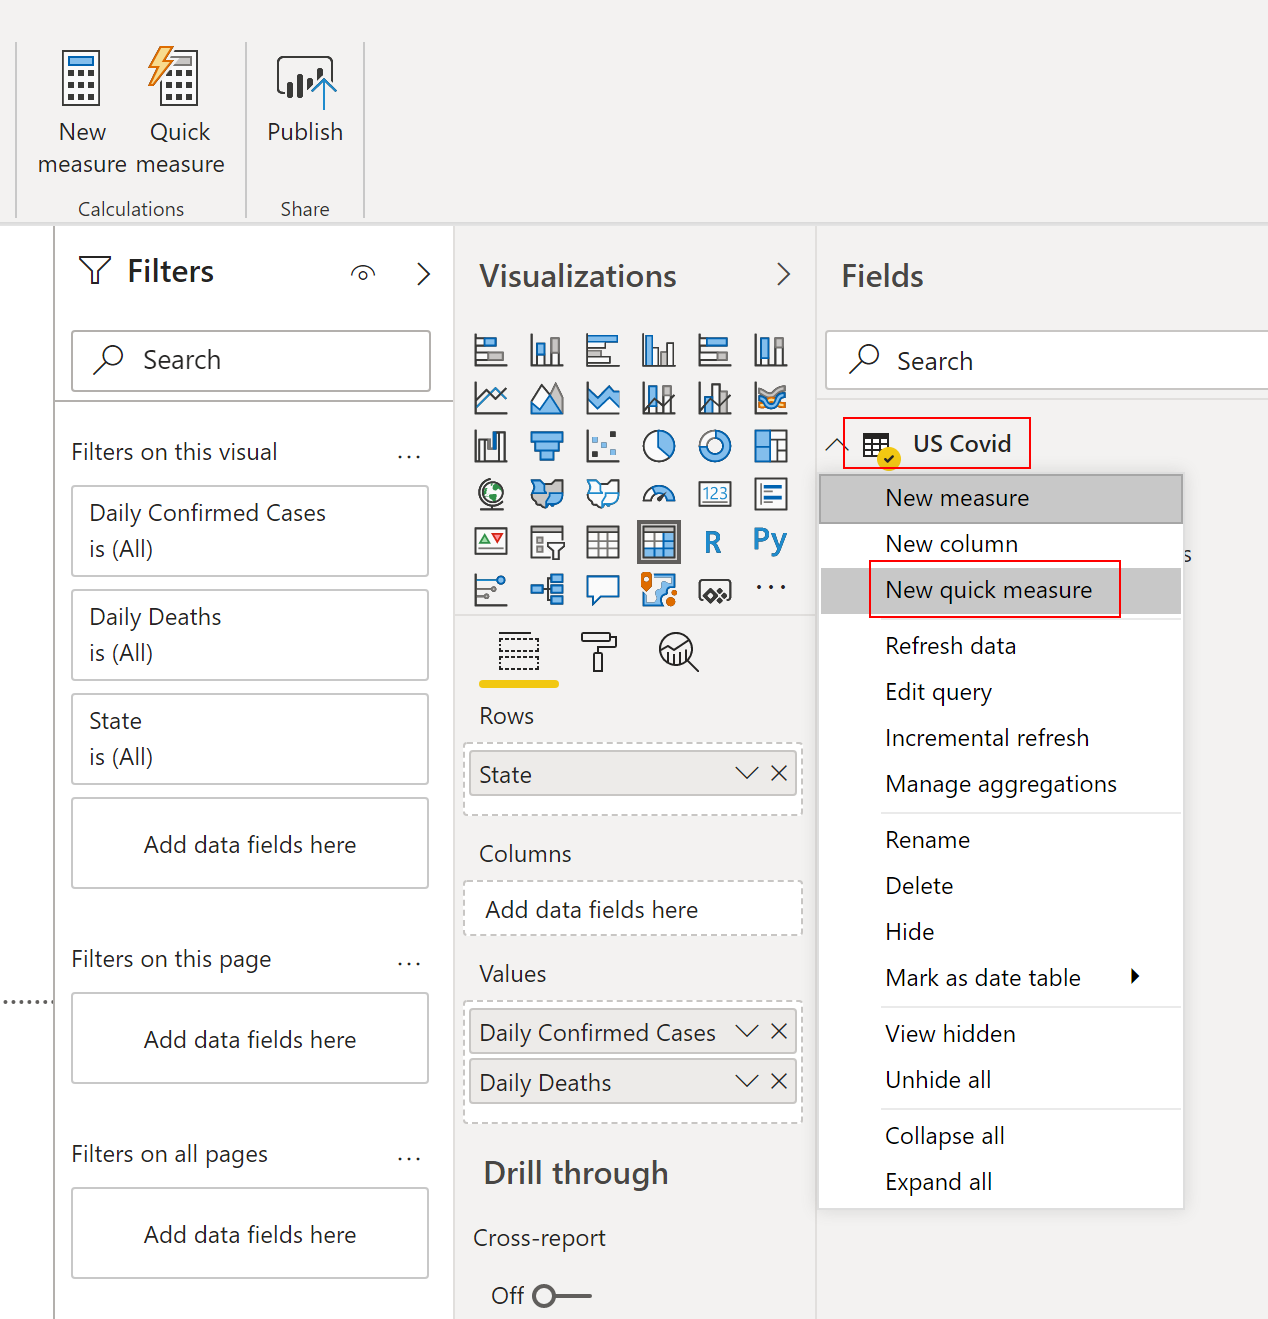 New measure
Quick measure
Calculations
Publish
Share
Filters
Search
Filters on this visual
...
Daily Confirmed Cases
is (All)
Daily Deaths
is (All)
State
is (All)
Add data fields here
Filters on this page
...
Add data fields here
Filters on all pages
...
Add data fields here
Visualizations
123
R
Py
...
Rows
State
Columns
Add data fields here
Values
Daily Confirmed Cases
Daily Deaths
Drill through
Cross-report
Off
Fields
Search
US Covid
New measure
New column
s
New quick measure
Refresh data
Edit query
Incremental refresh
Manage aggregations
Rename
Delete
Hide
Mark as date table
View hidden
Unhide all
Collapse all
Expand all